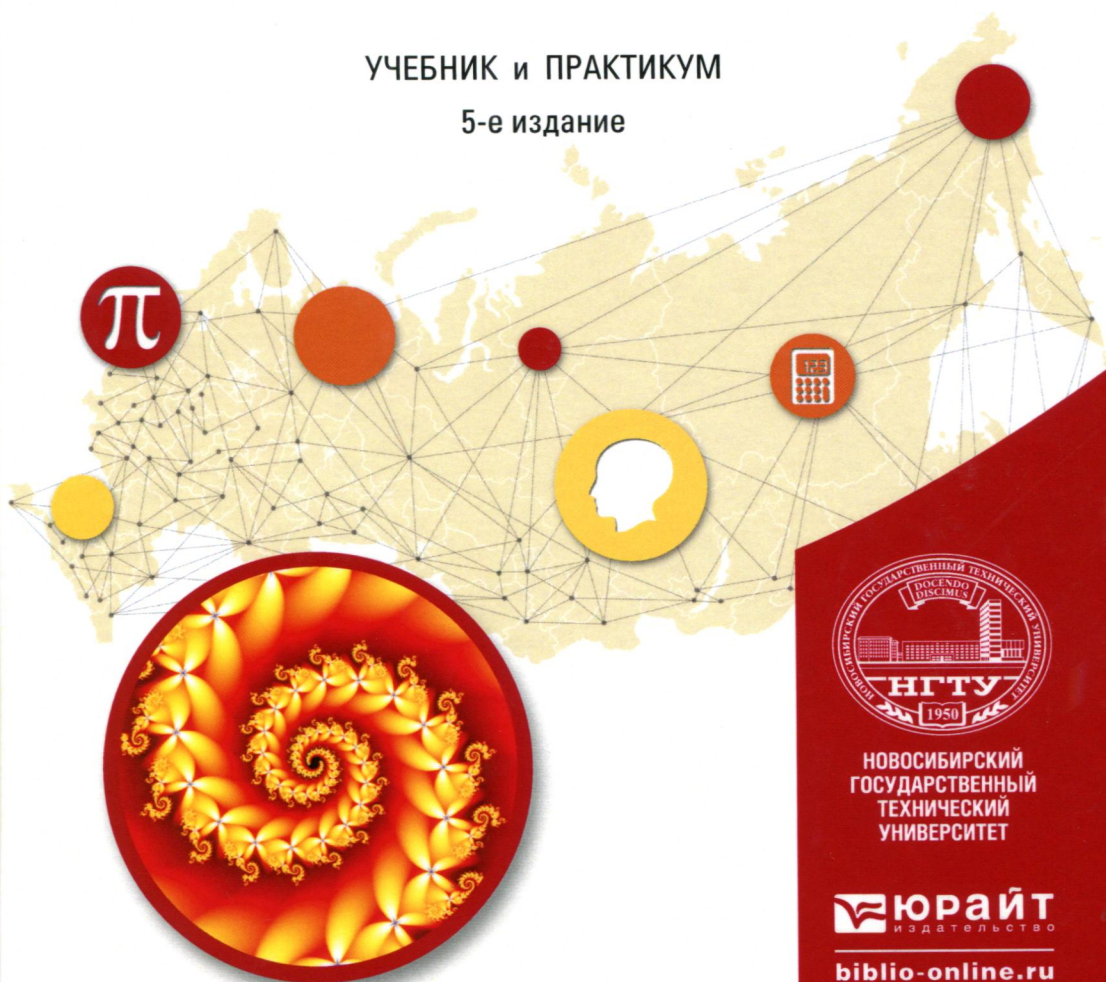 УЧЕБНИК и ПРАКТИКУМ
5-е издание
π
НОВОСИБИРСКИЙ ГОСУДАРСТВЕННЫЙ ТЕХНИЧЕСКИЙ УНИВЕРСИТЕТ
DOCENDO
DISCIMUS
НГТУ
1950
НОВОСИБИРСКИЙ
ГОСУДАРСТВЕННЫЙ
ТЕХНИЧЕСКИЙ
УНИВЕРСИТЕТ
юрайт
издательство
biblio-online.ru